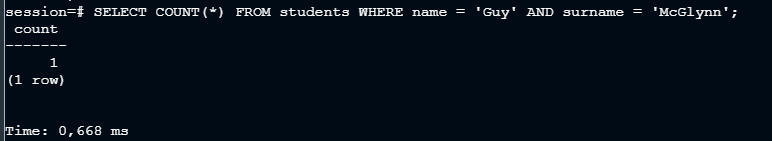 session=# SELECT COUNT(*) FROM students WHERE name = 'Guy' AND surname = 'McGlynn';
 count
-------
     1
(1 row)


Time: 0,668 ms